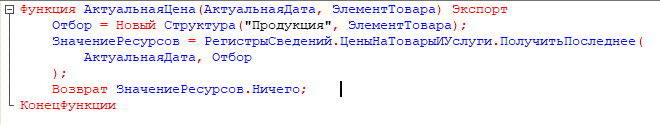 Функция АктуальнаяЦена(АктуальнаяДата, ЭлементТовара) Экспорт
Отбор = Новый Структура("Продукция", ЭлементТовара);
ЗначениеРесурсов = РегистрыСведений.ЦеныНаТоварыИУслуги.ПолучитьПоследнее(
АктуальнаяДата, Отбор
);
Возврат ЗначениеРесурсов.Ничего;
КонецФункции